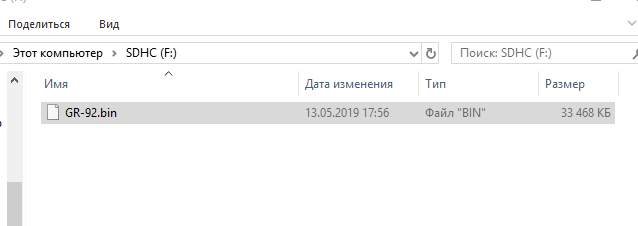 Поделиться Вид
Этот компьютер SDHC (F:) Поиск: SDHC (F:)
Имя Дата изменения Тип Размер
GR-92.bin 13.05.2019 17:56 Файл "BIN" 33 468 КБ